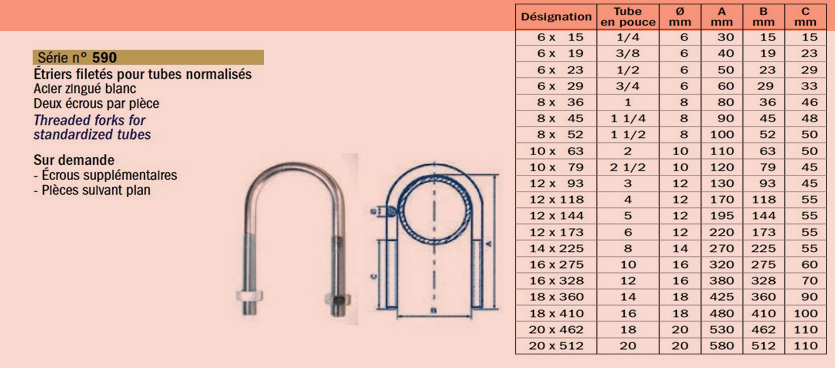 Série n° 590
Étriers filetés pour tubes normalisés
Acier zingué blanc
Deux écrous par pièce
Threaded forks for
standardized tubes
Sur demande
- Écrous supplémentaires
- Pièces suivant plan
Ø
A
C
B
Désignation Tube en pouce Ø mm A mm B mm C mm
6 x 15 1/4 6 30 15 15
6 x 19 3/8 6 40 19 23
6 x 23 1/2 6 50 23 29
6 x 29 3/4 6 60 29 33
8 x 36 1 8 80 36 46
8 x 45 1 1/4 8 90 45 48
8 x 52 1 1/2 8 100 52 50
10 x 63 2 10 110 63 50
10 x 79 2 1/2 10 120 79 45
12 x 93 3 12 130 93 45
12 x 118 4 12 170 118 55
12 x 144 5 12 195 144 55
12 x 173 6 12 220 173 55
14 x 225 8 14 270 225 55
16 x 275 10 16 320 275 60
16 x 328 12 16 380 328 70
18 x 360 14 18 425 360 90
18 x 410 16 18 480 410 100
20 x 462 18 20 530 462 110
20 x 512 20 20 580 512 110